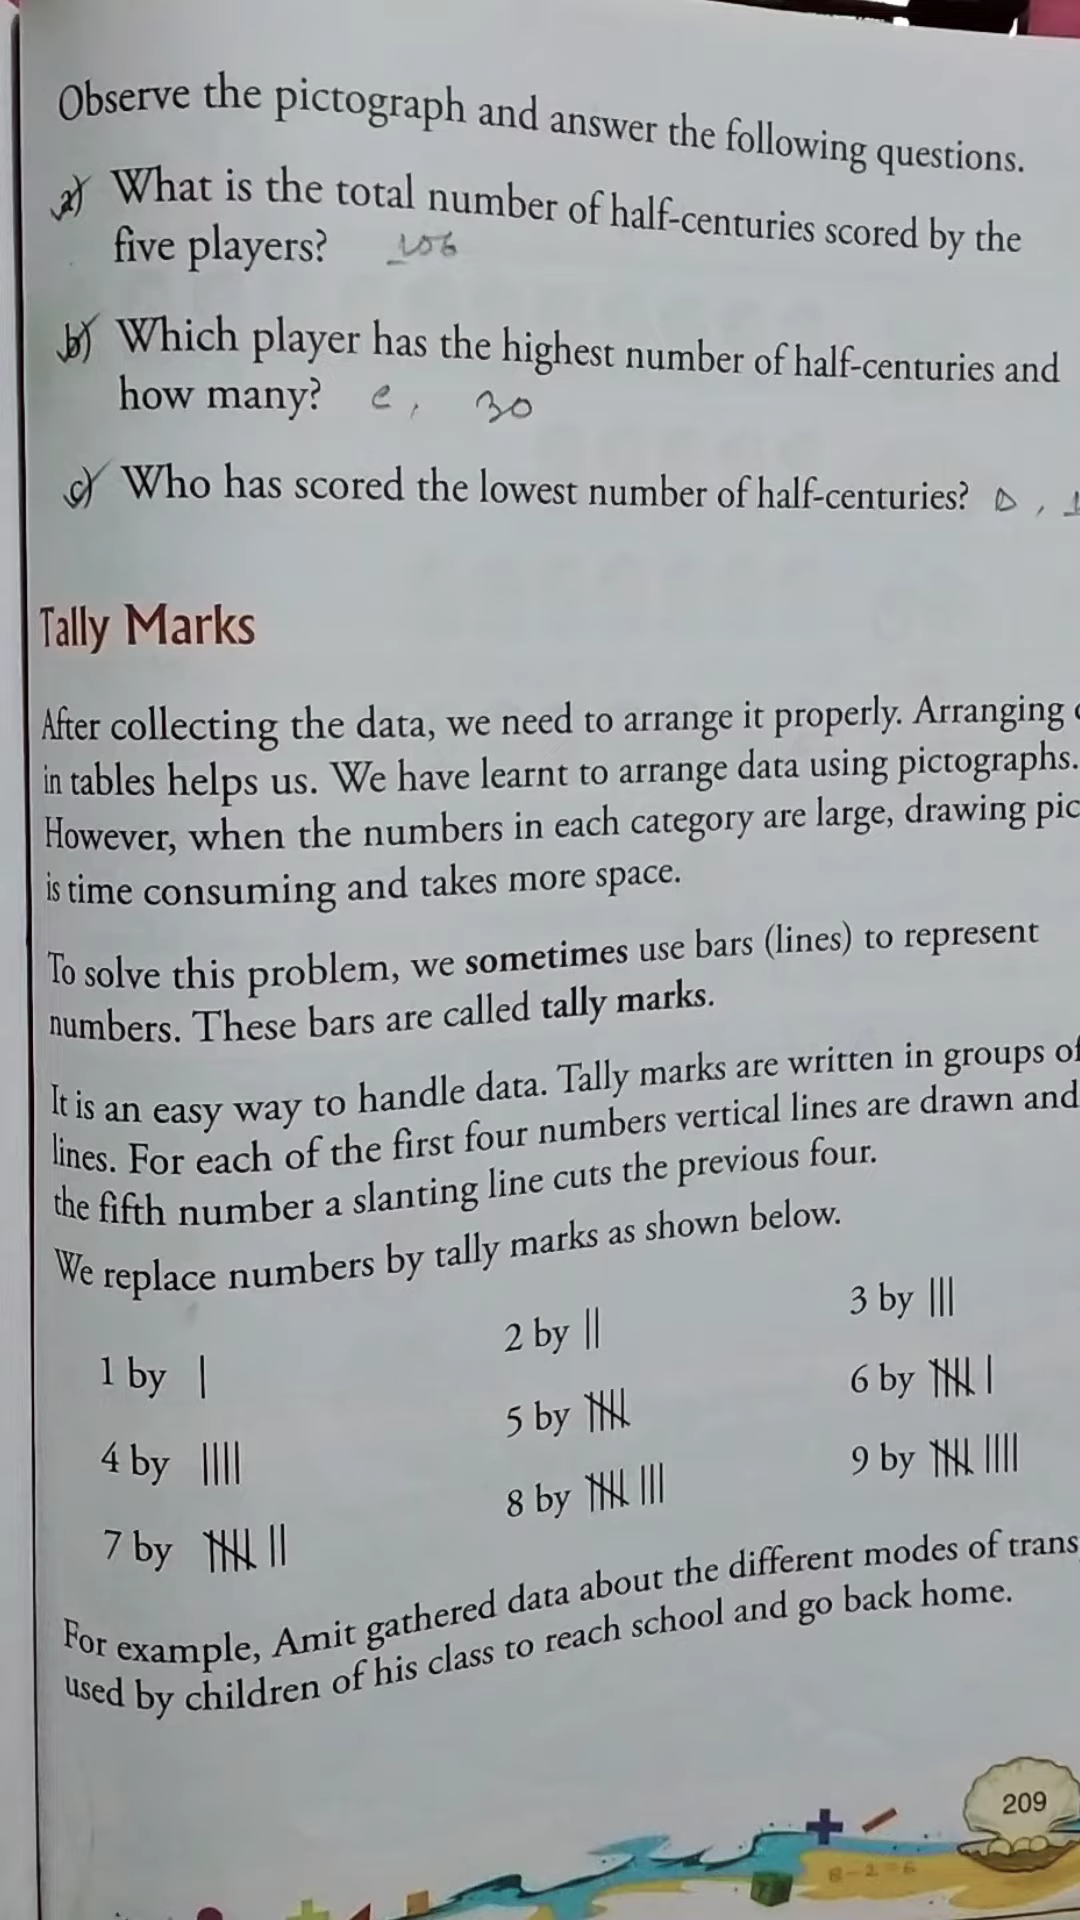 Observe the pictograph and answer the following questions.
a) What is the total number of half-centuries scored by the
five players? 106
b) Which player has the highest number of half-centuries and
how many? e, 30
c) Who has scored the lowest number of half-centuries? D,
Tally Marks
After collecting the data, we need to arrange it properly. Arranging
in tables helps us. We have learnt to arrange data using pictographs.
However, when the numbers in each category are large, drawing pic
is time consuming and takes more space.
To solve this problem, we sometimes use bars (lines) to represent
numbers. These bars are called tally marks.
It is an easy way to handle data. Tally marks are written in groups of
lines. For each of the first four numbers vertical lines are drawn and
the fifth number a slanting line cuts the previous four.
We replace numbers by tally marks as shown below.
1 by | 2 by || 3 by |||
4 by |||| 5 by 𝍸 6 by 𝍸 |
7 by 𝍸 || 8 by 𝍸 ||| 9 by 𝍸 ||||
For example, Amit gathered data about the different modes of trans
used by children of his class to reach school and go back home.
209
8-2=6